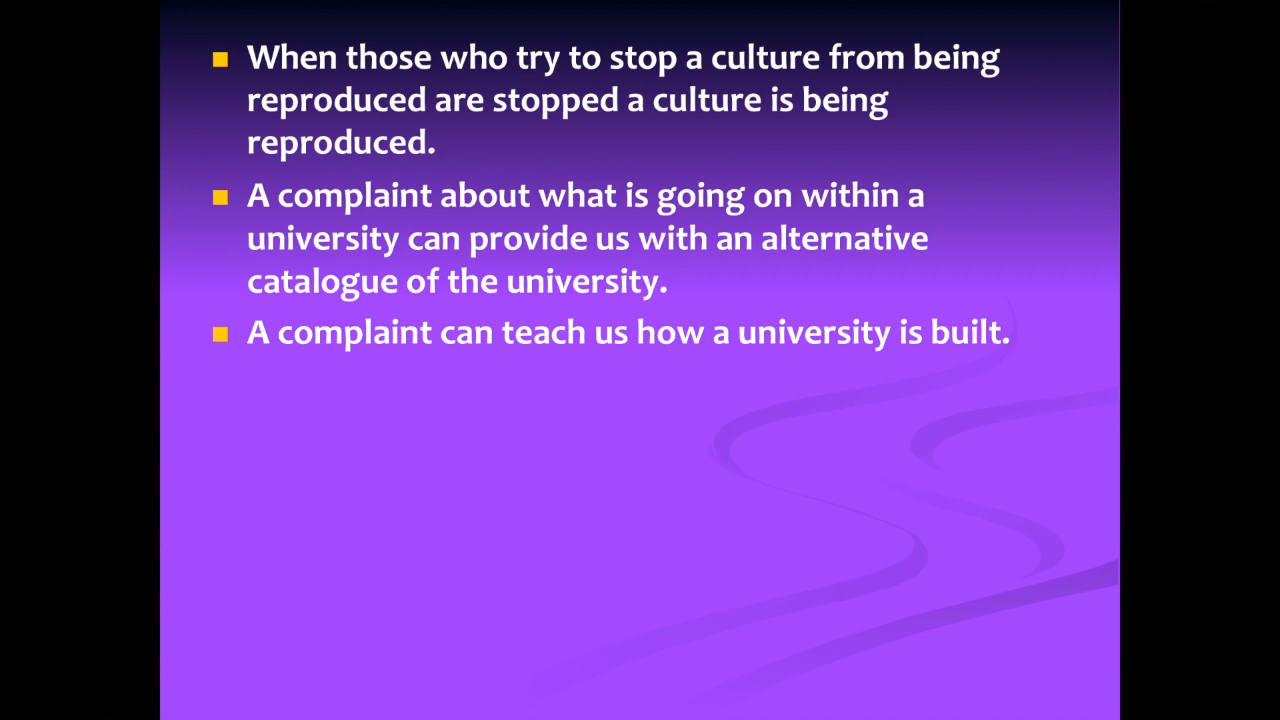 When those who try to stop a culture from being
reproduced are stopped a culture is being
reproduced.
A complaint about what is going on within a
university can provide us with an alternative
catalogue of the university.
A complaint can teach us how a university is built.